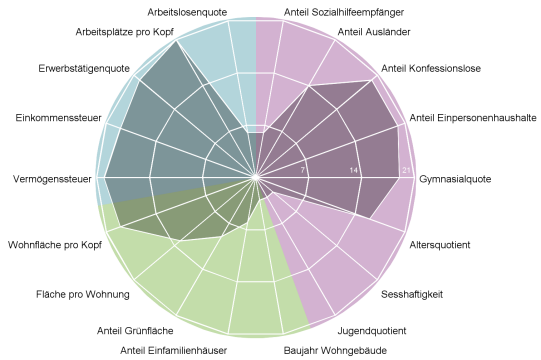 Arbeitslosenquote
Anteil Sozialhilfeempfänger
Arbeitsplätze pro Kopf
Anteil Ausländer
Erwerbstätigenquote
Anteil Konfessionslose
Einkommenssteuer
Anteil Einpersonenhaushalte
Vermögenssteuer
7
14
21
Gymnasialquote
Wohnfläche pro Kopf
Altersquotient
Fläche pro Wohnung
Sesshaftigkeit
Anteil Grünfläche
Jugendquotient
Anteil Einfamilienhäuser
Baujahr Wohngebäude